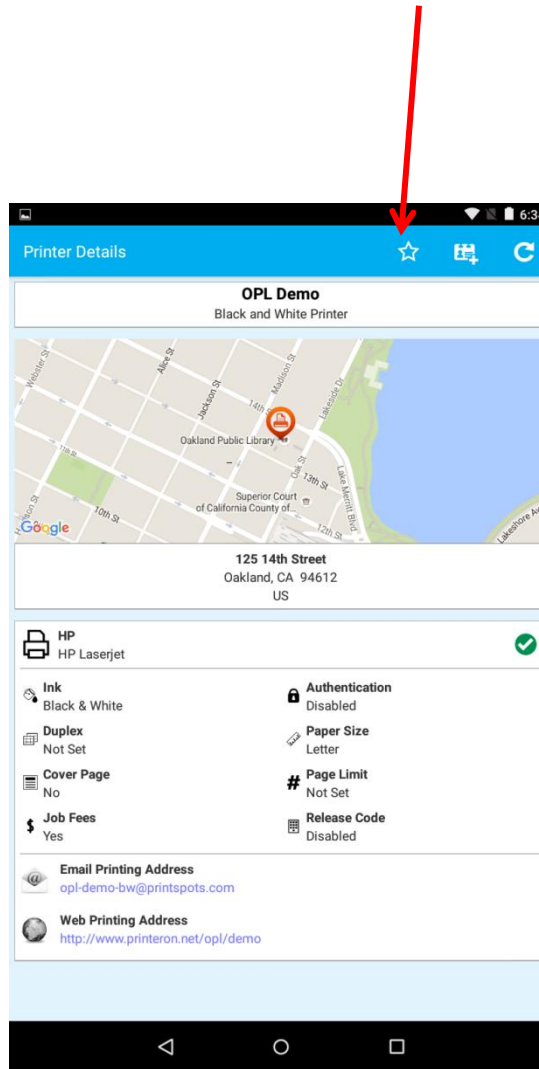 6:3
Printer Details
OPL Demo
Black and White Printer
Webster St
Alice St
Jackson St
Madison St
Lakeside Dr
14th S
Oakland Public Library
11th St
Oak St
13th St
Lake Merritt Blvd.
Superior Court
of California County of...
10th St
12th St
Google
Lakeshore Av
125 14th Street
Oakland, CA 94612
US
HP
HP Laserjet
Ink
Black & White
Authentication
Disabled
Duplex
Not Set
Paper Size
Letter
Cover Page
No
# Page Limit
Not Set
$ Job Fees
Yes
Release Code
Disabled
@ Email Printing Address
opl-demo-bw@printspots.com
Web Printing Address
http://www.printeron.net/opl/demo